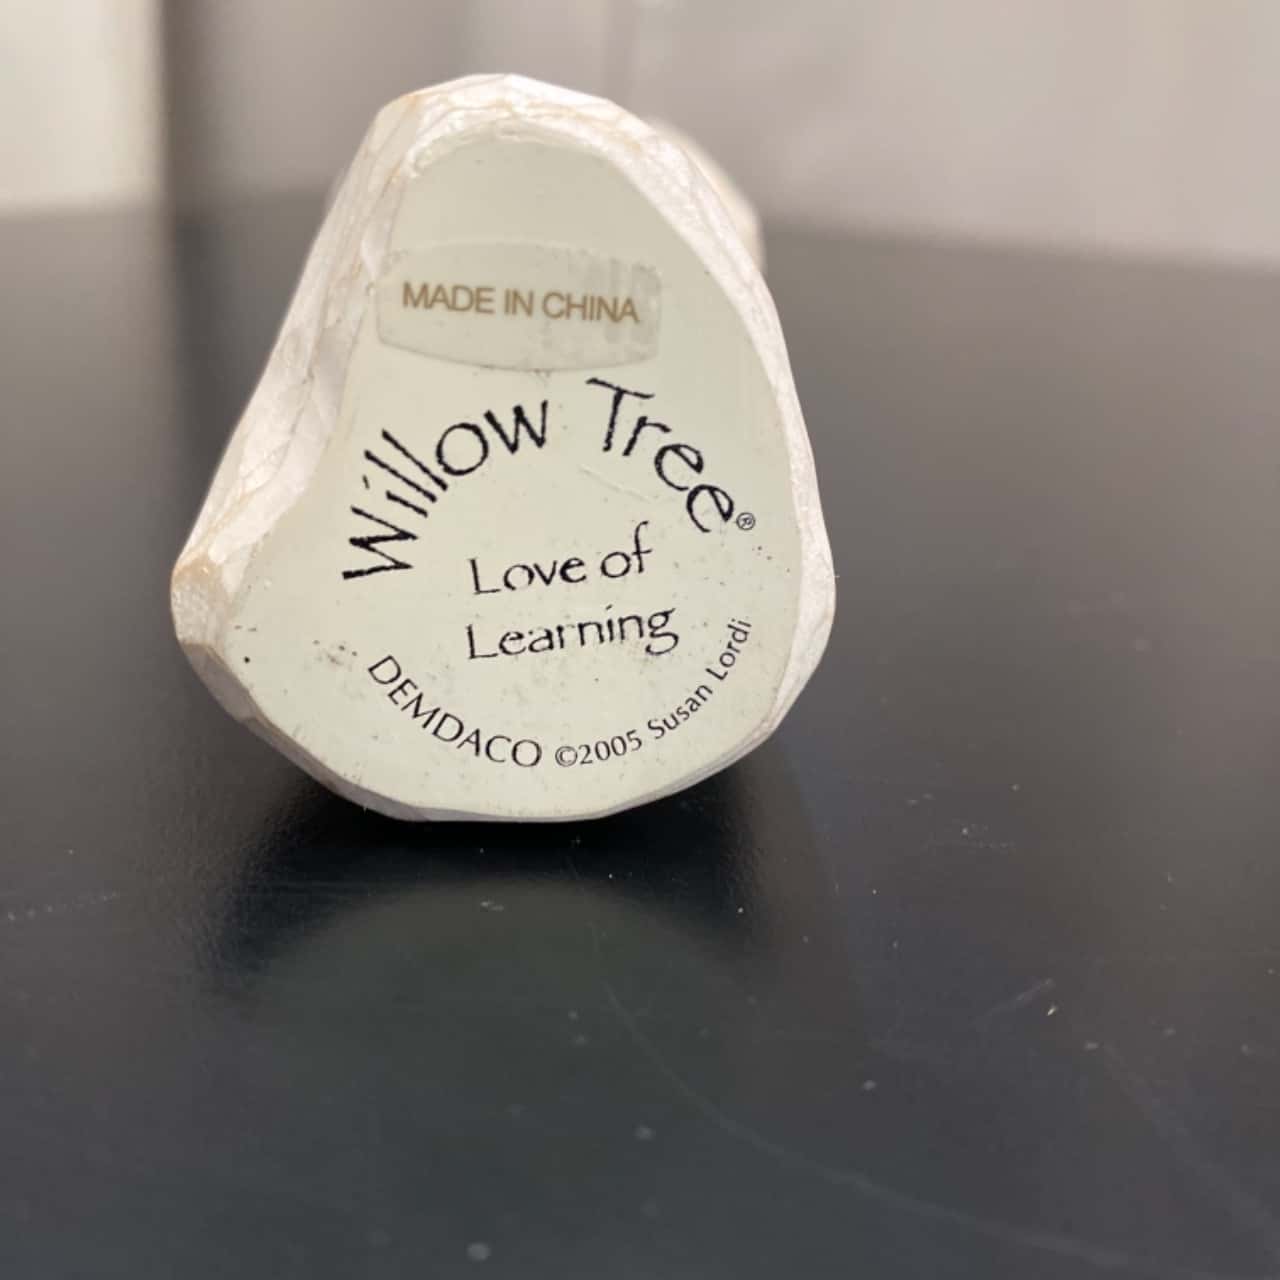 MADE IN CHINA
Willow Tree®
Love of
Learning
DEMDACO ©2005 Susan Lordi